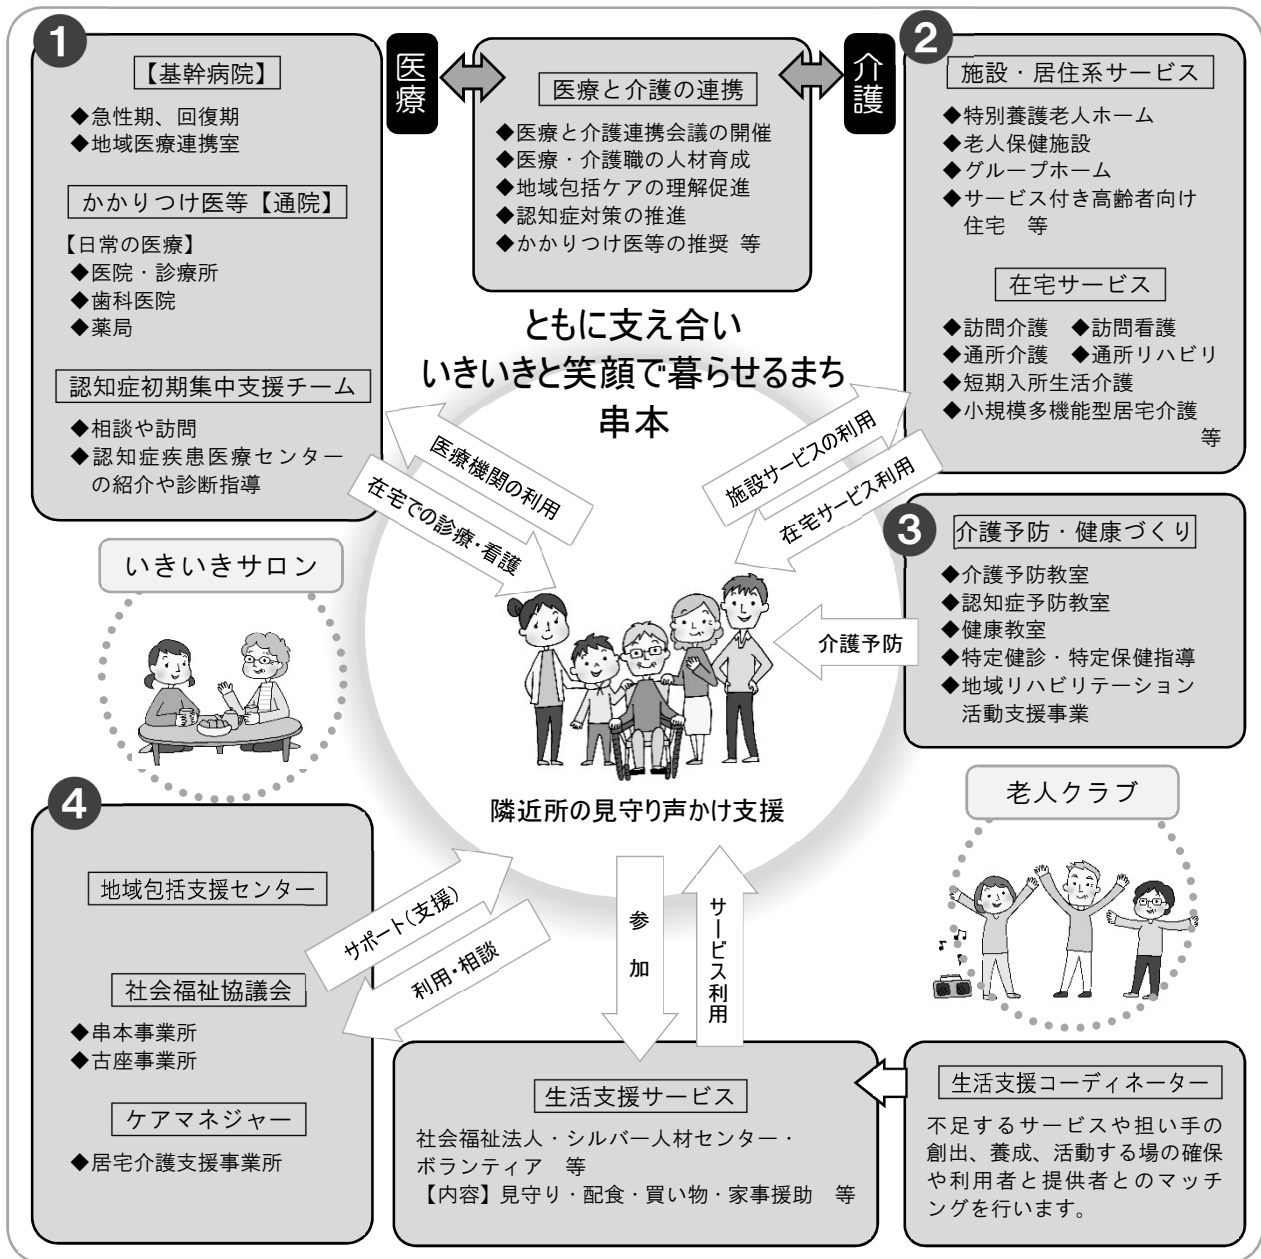 1
【基幹病院】
◆急性期、回復期
◆地域医療連携室
かかりつけ医等【通院】
【日常の医療】
◆医院・診療所
◆歯科医院
◆薬局
認知症初期集中支援チーム
◆相談や訪問
◆認知症疾患医療センター
の紹介や診断指導
医療
医療と介護の連携
◆医療と介護連携会議の開催
◆医療・介護職の人材育成
◆地域包括ケアの理解促進
◆認知症対策の推進
◆かかりつけ医等の推奨 等
介護
2
施設・居住系サービス
◆特別養護老人ホーム
◆老人保健施設
◆グループホーム
◆サービス付き高齢者向け
住宅 等
在宅サービス
◆訪問介護 ◆訪問看護
◆通所介護 ◆通所リハビリ
◆短期入所生活介護
◆小規模多機能型居宅介護
等
ともに支え合い
いきいきと笑顔で暮らせるまち
串本
医療機関の利用
在宅での診療・看護
施設サービスの利用
在宅サービス利用
3
介護予防・健康づくり
◆介護予防教室
◆認知症予防教室
◆健康教室
◆特定健診・特定保健指導
◆地域リハビリテーション
活動支援事業
介護予防
いきいきサロン
隣近所の見守り声かけ支援
老人クラブ
4
地域包括支援センター
社会福祉協議会
◆串本事業所
◆古座事業所
ケアマネジャー
◆居宅介護支援事業所
サポート(支援)
利用・相談
参加
サービス利用
生活支援サービス
社会福祉法人・シルバー人材センター・
ボランティア 等
【内容】見守り・配食・買い物・家事援助 等
生活支援コーディネーター
不足するサービスや担い手の
創出、養成、活動する場の確保
や利用者と提供者とのマッチ
ングを行います。